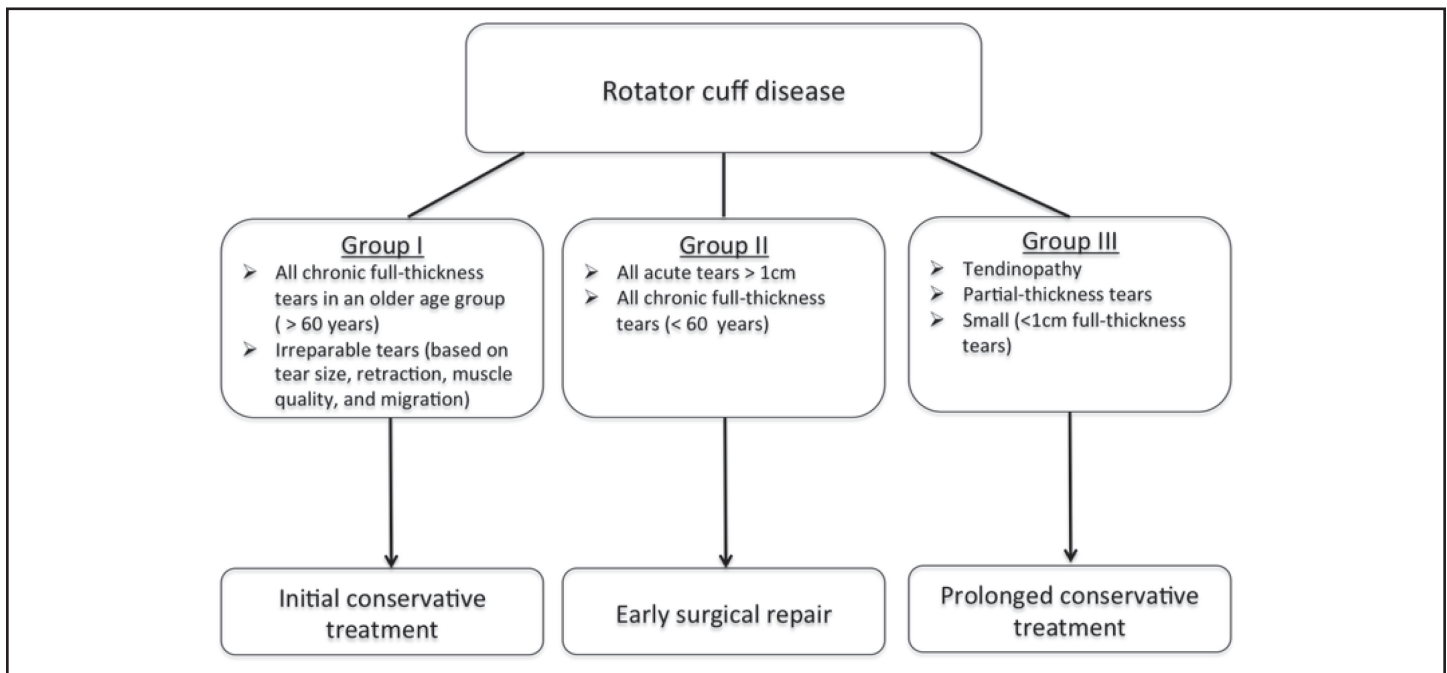 Rotator cuff disease
Group I
➢ All chronic full-thickness
tears in an older age group
( > 60 years)
➢ Irreparable tears (based on
tear size, retraction, muscle
quality, and migration)
Group II
➢ All acute tears > 1cm
➢ All chronic full-thickness
tears (< 60 years)
Group III
➢ Tendinopathy
➢ Partial-thickness tears
➢ Small (<1cm full-thickness
tears)
Initial conservative
treatment
Early surgical repair
Prolonged conservative
treatment